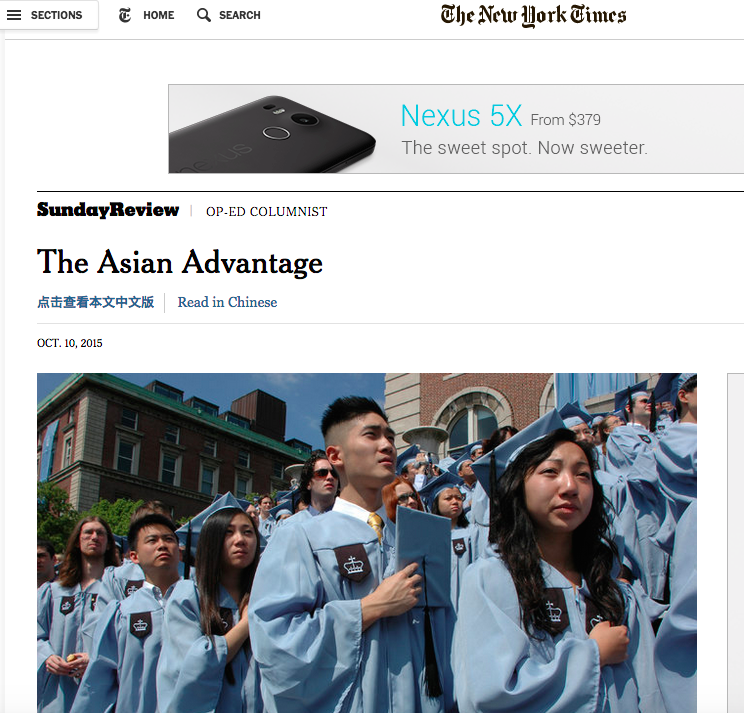 SECTIONS HOME SEARCH The New York Times
Nexus 5X From $379
The sweet spot. Now sweeter.
nexus
SundayReview | OP-ED COLUMNIST
The Asian Advantage
点击查看本文中文版 | Read in Chinese
OCT. 10, 2015